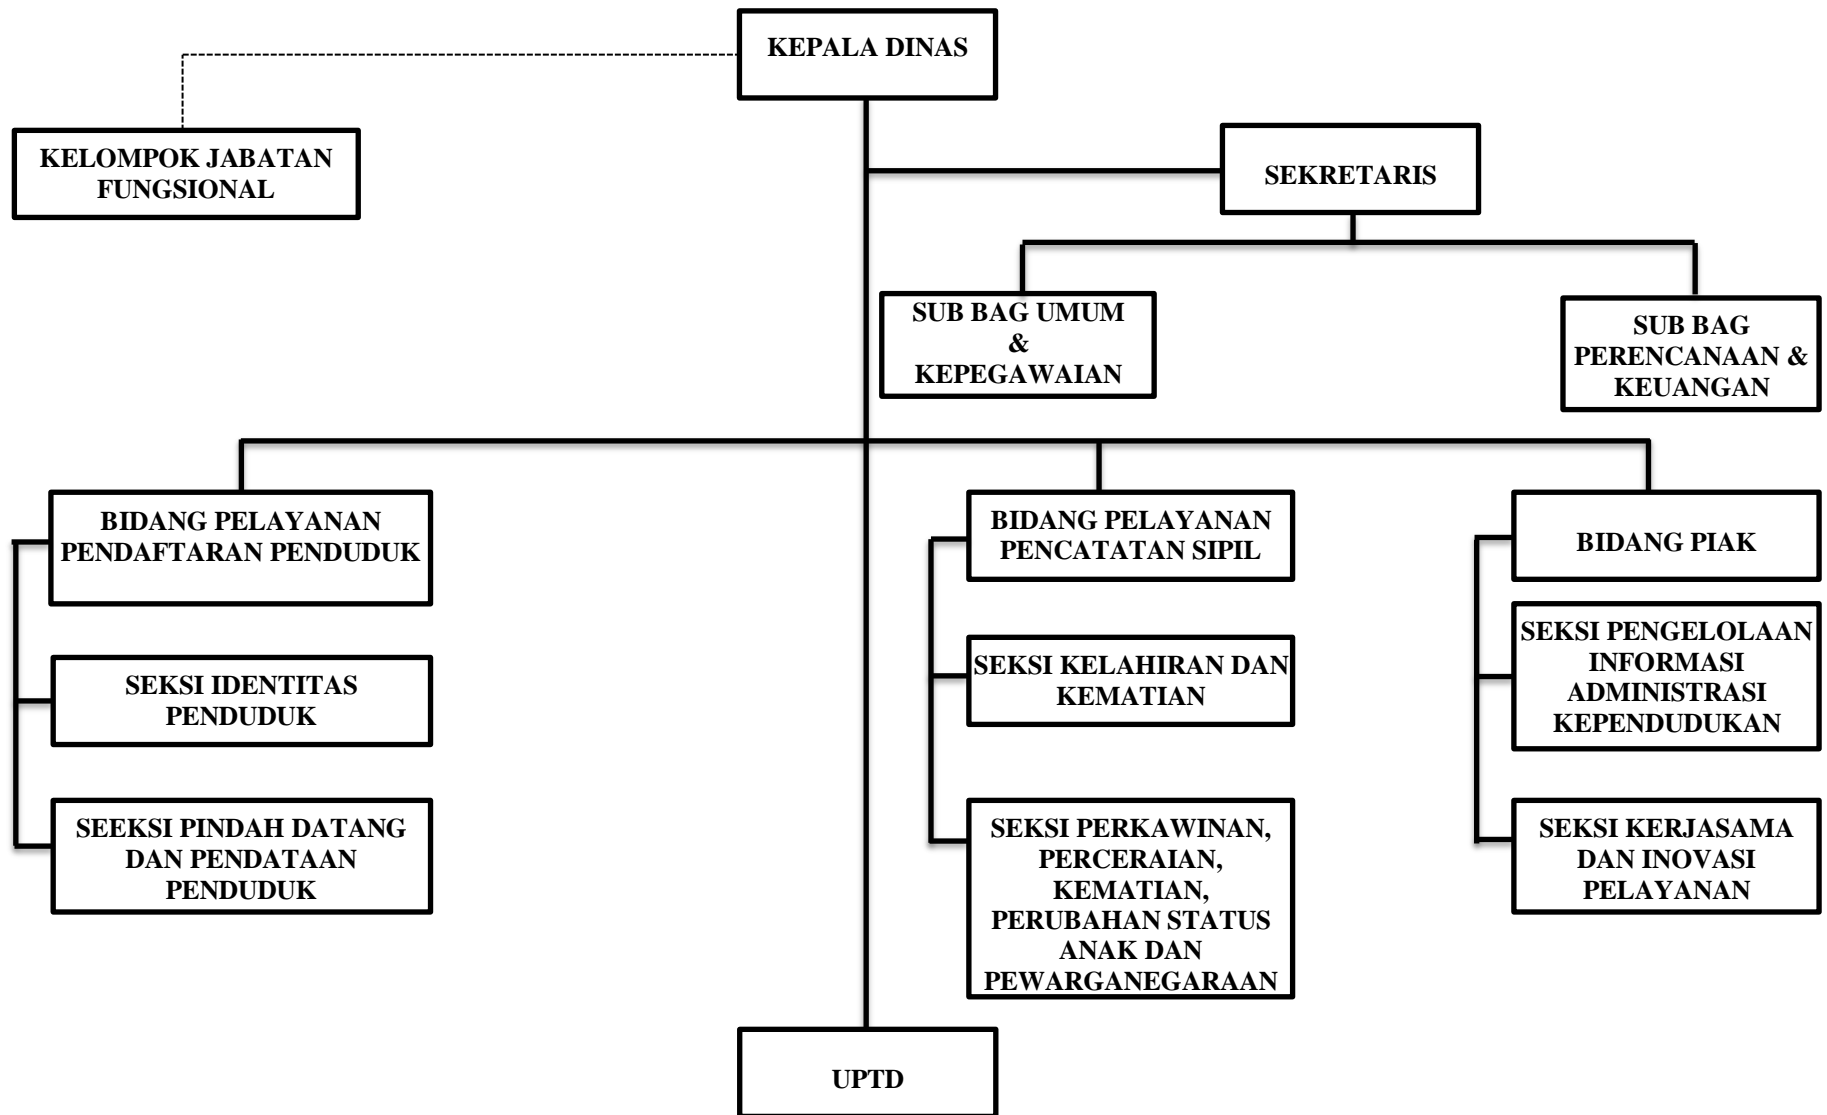 KEPALA DINAS
KELOMPOK JABATAN
FUNGSIONAL
SEKRETARIS
SUB BAG UMUM
&
KEPEGAWAIAN
SUB BAG
PERENCANAAN &
KEUANGAN
BIDANG PELAYANAN
PENDAFTARAN PENDUDUK
BIDANG PELAYANAN
PENCATATAN SIPIL
BIDANG PIAK
SEKSI IDENTITAS
PENDUDUK
SEKSI KELAHIRAN DAN
KEMATIAN
SEKSI PENGELOLAAN
INFORMASI
ADMINISTRASI
KEPENDUDUKAN
SEEKSI PINDAH DATANG
DAN PENDATAAN
PENDUDUK
SEKSI PERKAWINAN,
PERCERAIAN,
KEMATIAN,
PERUBAHAN STATUS
ANAK DAN
PEWARGANEGARAAN
SEKSI KERJASAMA
DAN INOVASI
PELAYANAN
UPTD